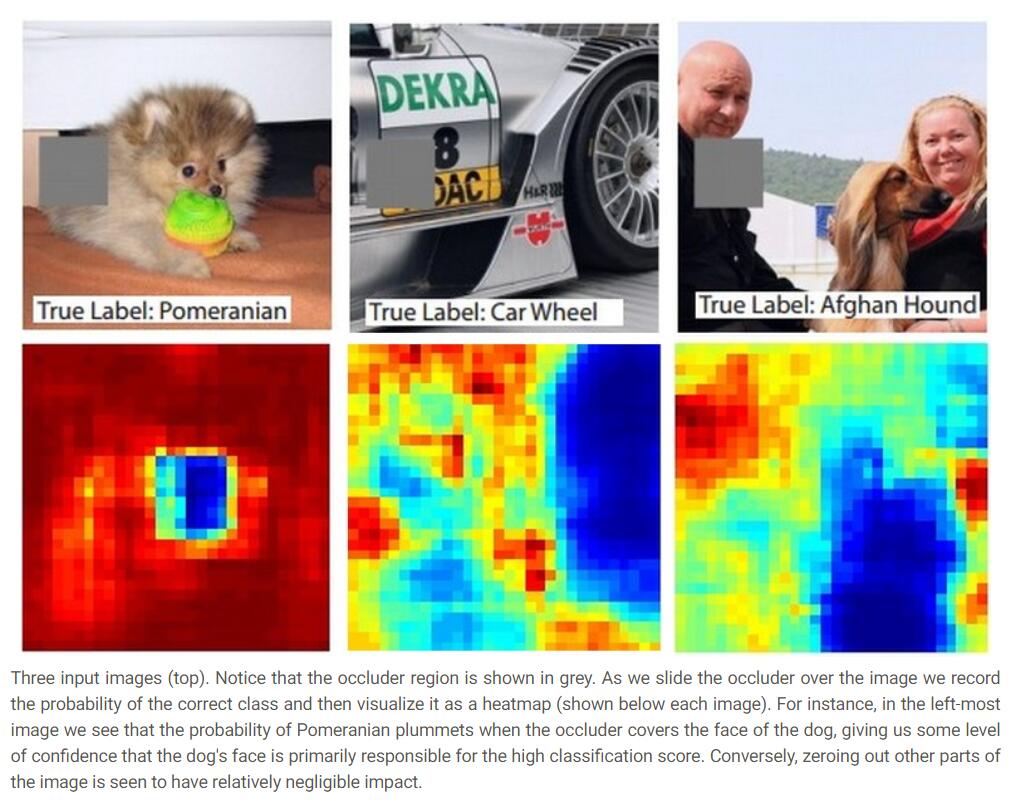 DEKRA
8
DAC
H&R
WÜRTH
True Label: Pomeranian
True Label: Car Wheel
True Label: Afghan Hound
Three input images (top). Notice that the occluder region is shown in grey. As we slide the occluder over the image we record
the probability of the correct class and then visualize it as a heatmap (shown below each image). For instance, in the left-most
image we see that the probability of Pomeranian plummets when the occluder covers the face of the dog, giving us some level
of confidence that the dog's face is primarily responsible for the high classification score. Conversely, zeroing out other parts of
the image is seen to have relatively negligible impact.